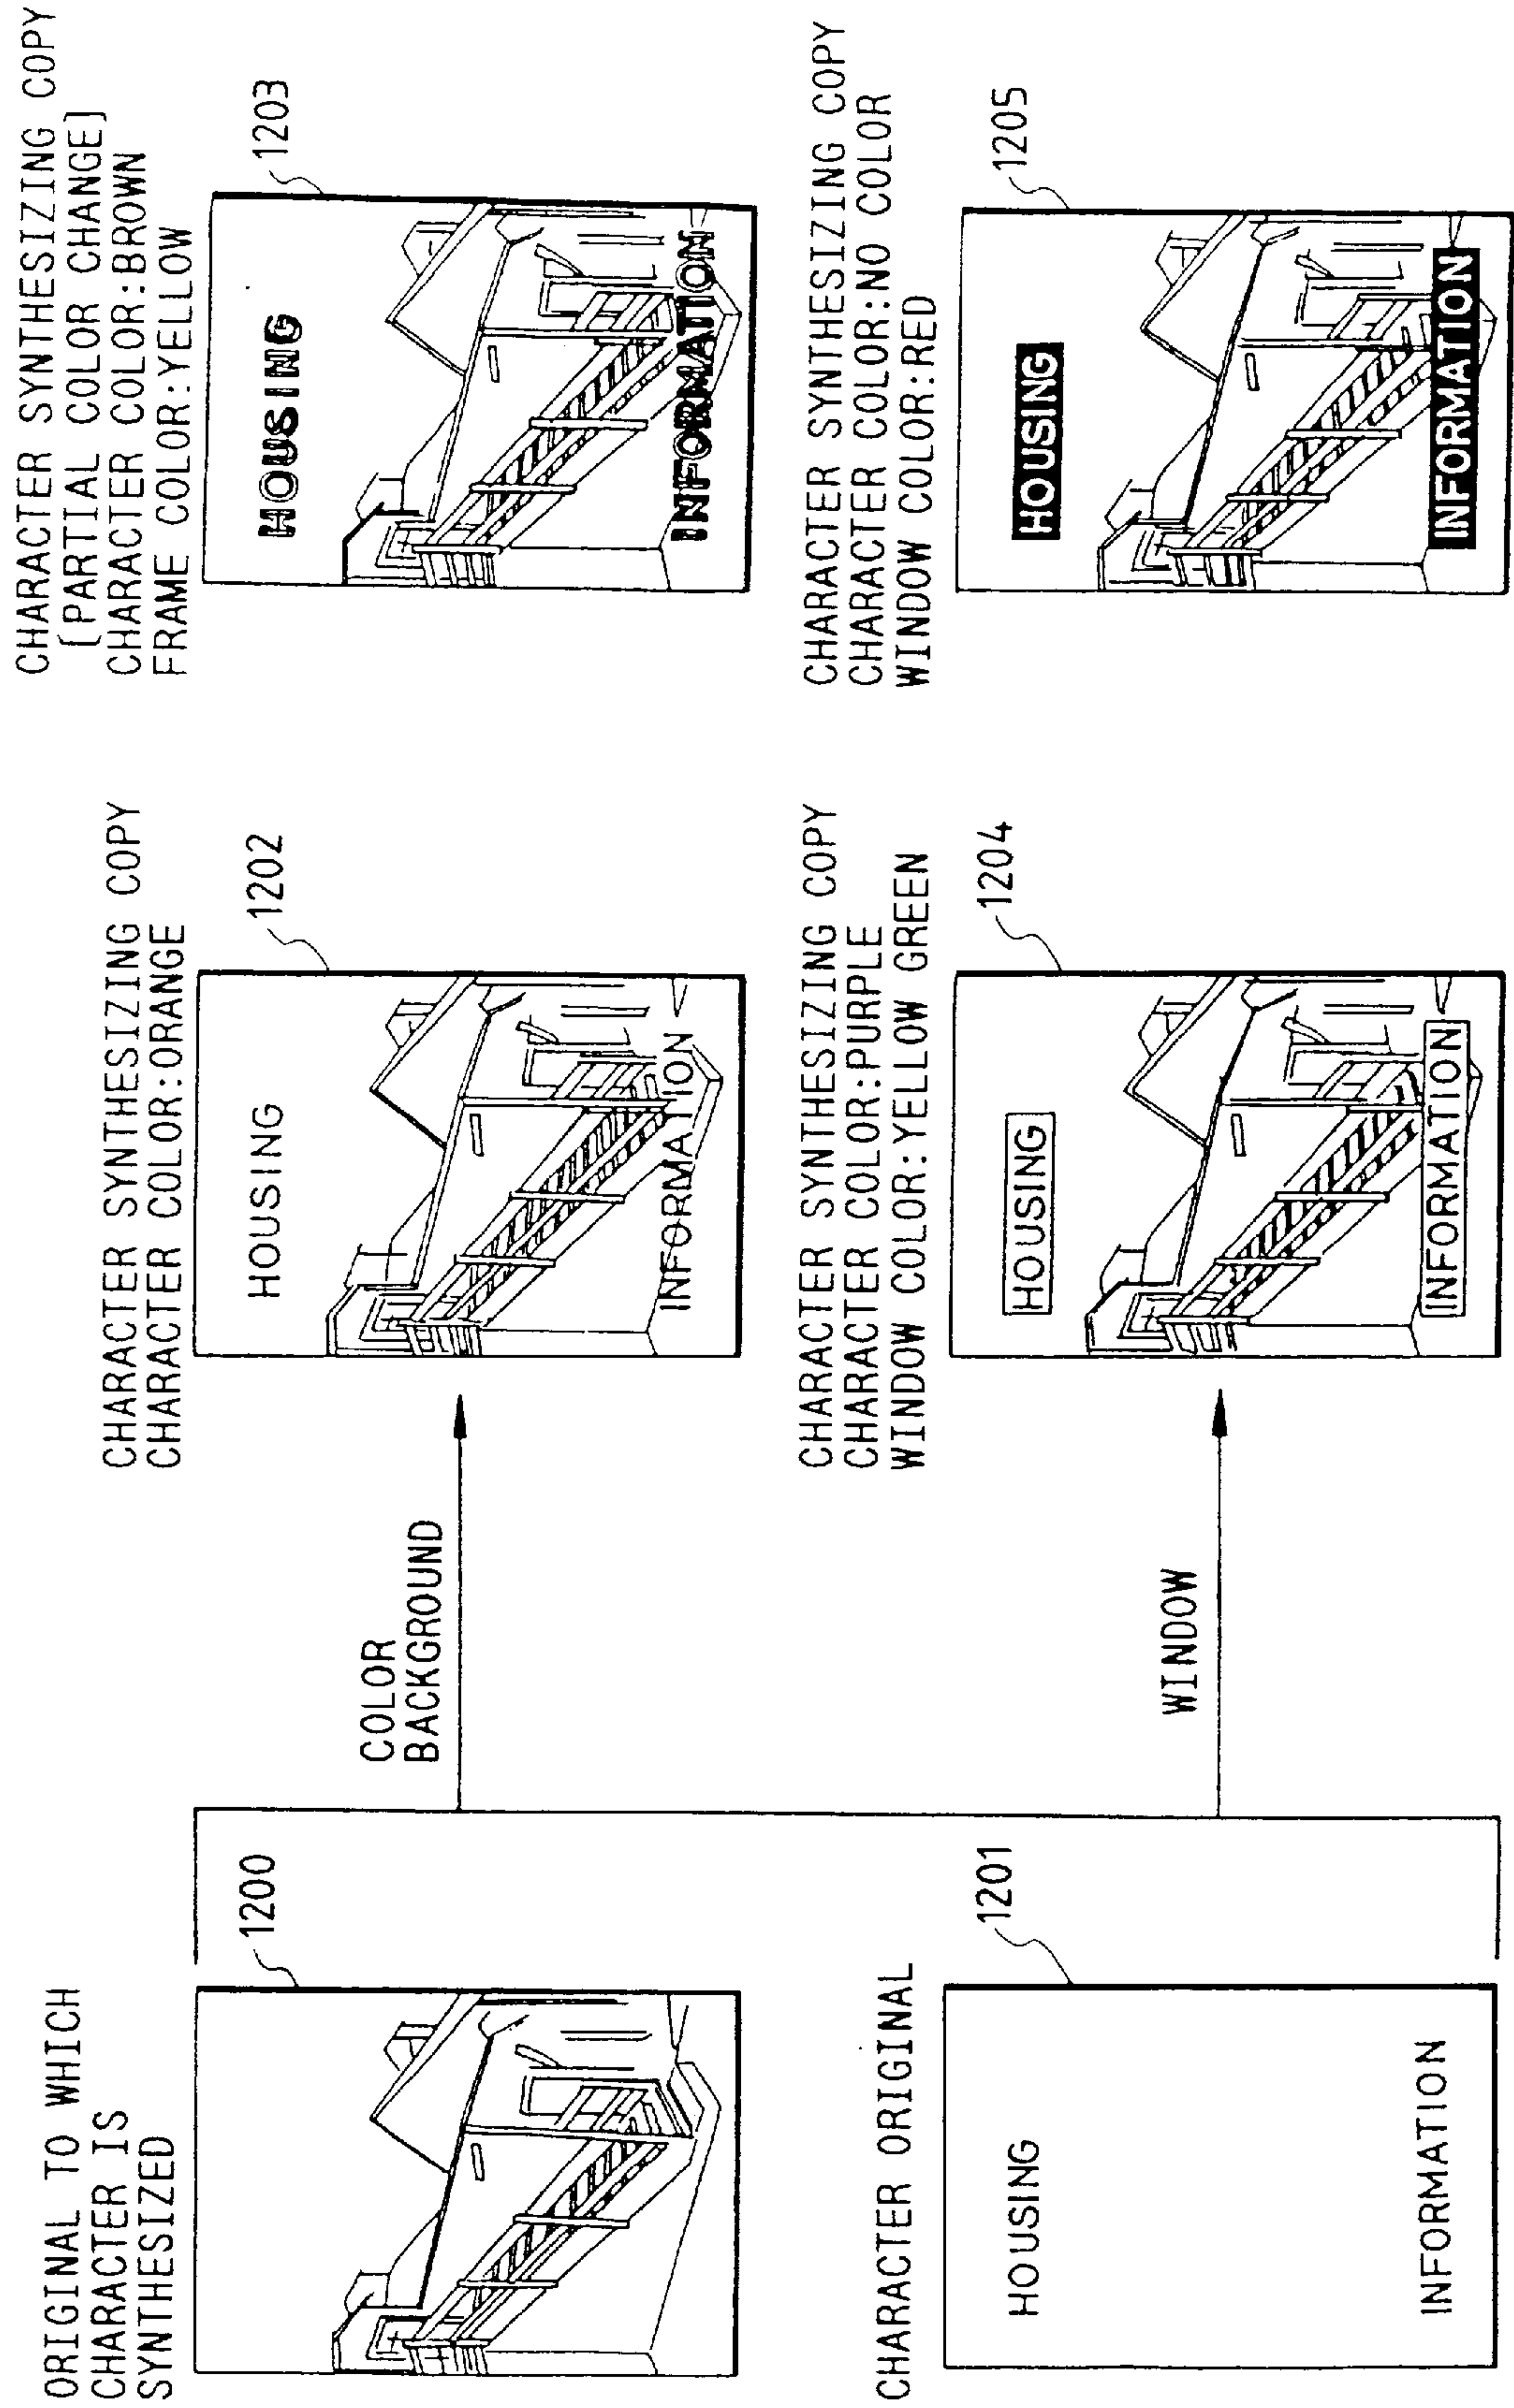 ORIGINAL TO WHICH
CHARACTER IS
SYNTHESIZED
1200
COLOR
BACKGROUND
CHARACTER SYNTHESIZING COPY
CHARACTER COLOR:ORANGE
1202
HOUSING
INFORMATION
CHARACTER SYNTHESIZING COPY
[PARTIAL COLOR CHANGE]
CHARACTER COLOR:BROWN
FRAME COLOR:YELLOW
1203
HOUSING
INFORMATION
CHARACTER ORIGINAL
1201
HOUSING
INFORMATION
WINDOW
CHARACTER SYNTHESIZING COPY
CHARACTER COLOR:PURPLE
WINDOW COLOR:YELLOW GREEN
1204
HOUSING
INFORMATION
CHARACTER SYNTHESIZING COPY
CHARACTER COLOR:NO COLOR
WINDOW COLOR:RED
1205
HOUSING
INFORMATION